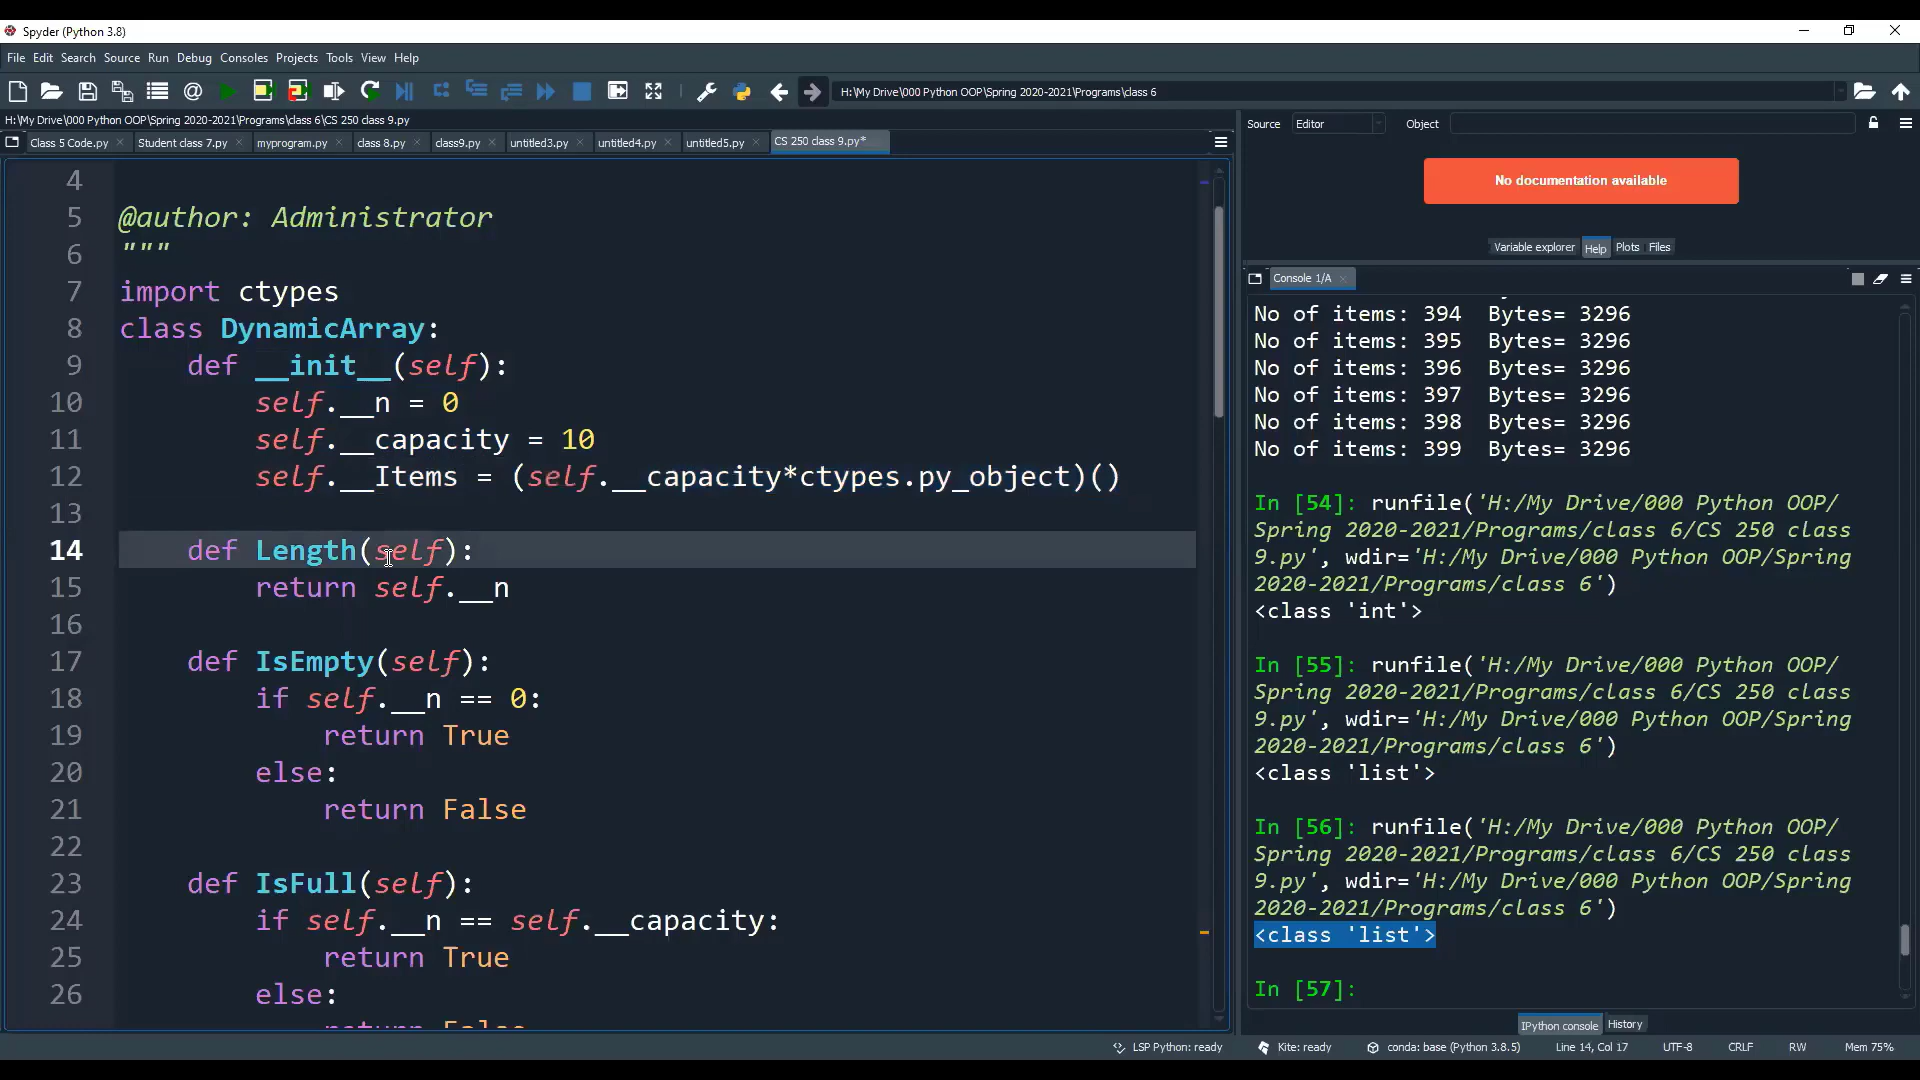 Spyder (Python 3.8)
File Edit Search Source Run Debug Consoles Projects Tools View Help
H:\My Drive\000 Python OOP\Spring 2020-2021\Programs\class 6
H:\My Drive\000 Python OOP\Spring 2020-2021\Programs\class 6\CS 250 class 9.py
Class 5 Code.py Student class 7.py myprogram.py class 8.py class9.py untitled3.py untitled4.py untitled5.py CS 250 class 9.py*
4
5 @author: Administrator
6 """
7 import ctypes
8 class DynamicArray:
9 def __init__(self):
10 self.__n = 0
11 self.__capacity = 10
12 self.__Items = (self.__capacity*ctypes.py_object)()
13
14 def Length(self):
15 return self.__n
16
17 def IsEmpty(self):
18 if self.__n == 0:
19 return True
20 else:
21 return False
22
23 def IsFull(self):
24 if self.__n == self.__capacity:
25 return True
26 else:
return False
Source Editor Object
No documentation available
Variable explorer Help Plots Files
Console 1/A
No of items: 394 Bytes= 3296
No of items: 395 Bytes= 3296
No of items: 396 Bytes= 3296
No of items: 397 Bytes= 3296
No of items: 398 Bytes= 3296
No of items: 399 Bytes= 3296
In [54]: runfile('H:/My Drive/000 Python OOP/
Spring 2020-2021/Programs/class 6/CS 250 class
9.py', wdir='H:/My Drive/000 Python OOP/Spring
2020-2021/Programs/class 6')
<class 'int'>
In [55]: runfile('H:/My Drive/000 Python OOP/
Spring 2020-2021/Programs/class 6/CS 250 class
9.py', wdir='H:/My Drive/000 Python OOP/Spring
2020-2021/Programs/class 6')
<class 'list'>
In [56]: runfile('H:/My Drive/000 Python OOP/
Spring 2020-2021/Programs/class 6/CS 250 class
9.py', wdir='H:/My Drive/000 Python OOP/Spring
2020-2021/Programs/class 6')
<class 'list'>
In [57]:
IPython console History
LSP Python: ready Kite: ready conda: base (Python 3.8.5) Line 14, Col 17 UTF-8 CRLF RW Mem 75%